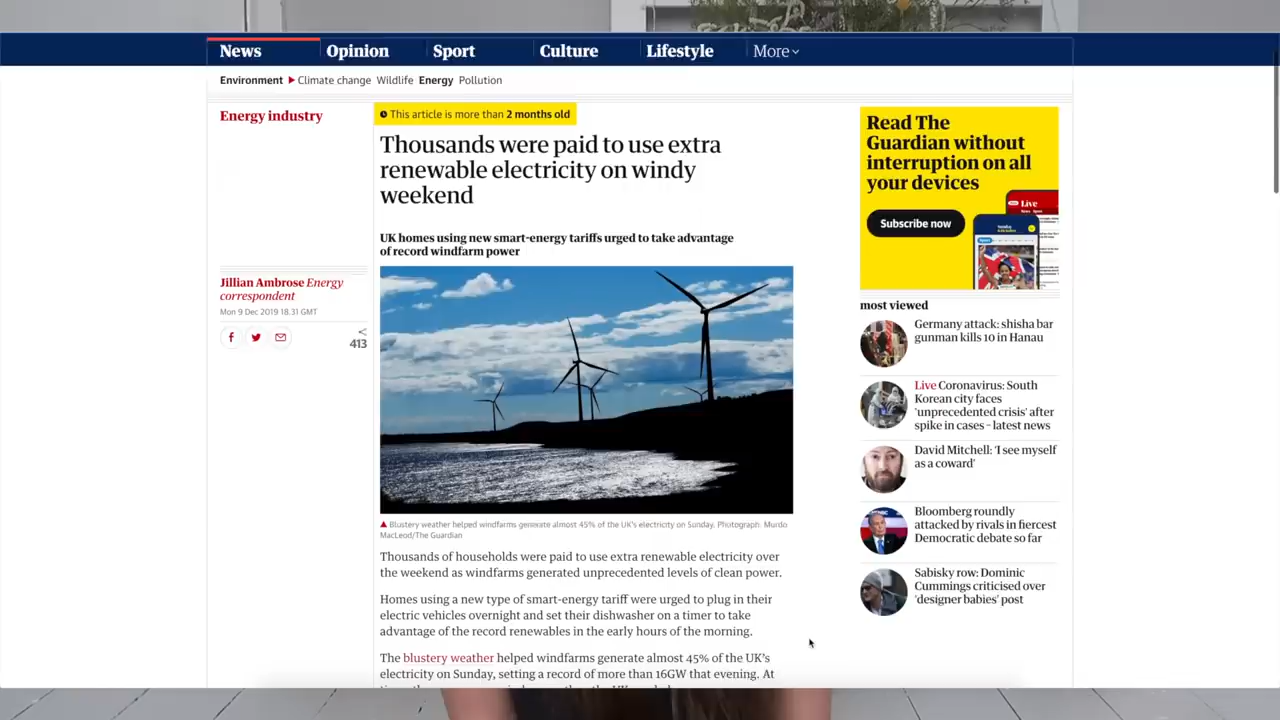 News
Opinion
Sport
Culture
Lifestyle
More
Environment
Climate change
Wildlife
Energy
Pollution
Energy industry
This article is more than 2 months old
Thousands were paid to use extra
renewable electricity on windy
weekend
UK homes using new smart-energy tariffs urged to take advantage
of record windfarm power
Jillian Ambrose Energy
correspondent
Mon 9 Dec 2019 18.31 GMT
413
Blustery weather helped windfarms generate almost 45% of the UK's electricity on Sunday. Photograph: Murdo
MacLeod/The Guardian
Thousands of households were paid to use extra renewable electricity over
the weekend as windfarms generated unprecedented levels of clean power.
Homes using a new type of smart-energy tariff were urged to plug in their
electric vehicles overnight and set their dishwasher on a timer to take
advantage of the record renewables in the early hours of the morning.
The blustery weather helped windfarms generate almost 45% of the UK's
electricity on Sunday, setting a record of more than 16GW that evening. At
Read The
Guardian without
interruption on all
your devices
Subscribe now
Live
most viewed
Germany attack: shisha bar
gunman kills 10 in Hanau
Live Coronavirus: South
Korean city faces
'unprecedented crisis' after
spike in cases – latest news
David Mitchell: 'I see myself
as a coward'
Bloomberg roundly
attacked by rivals in fiercest
Democratic debate so far
Sabisky row: Dominic
Cummings criticised over
'designer babies' post